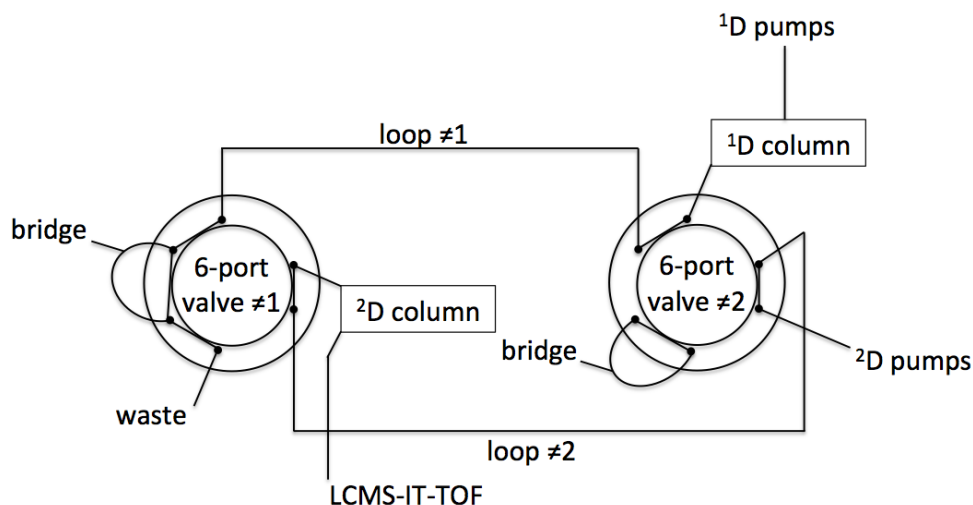 ¹D pumps
loop ≠1
¹D column
bridge
6-port
valve ≠1
6-port
valve ≠2
²D column
bridge
²D pumps
waste
loop ≠2
LCMS-IT-TOF